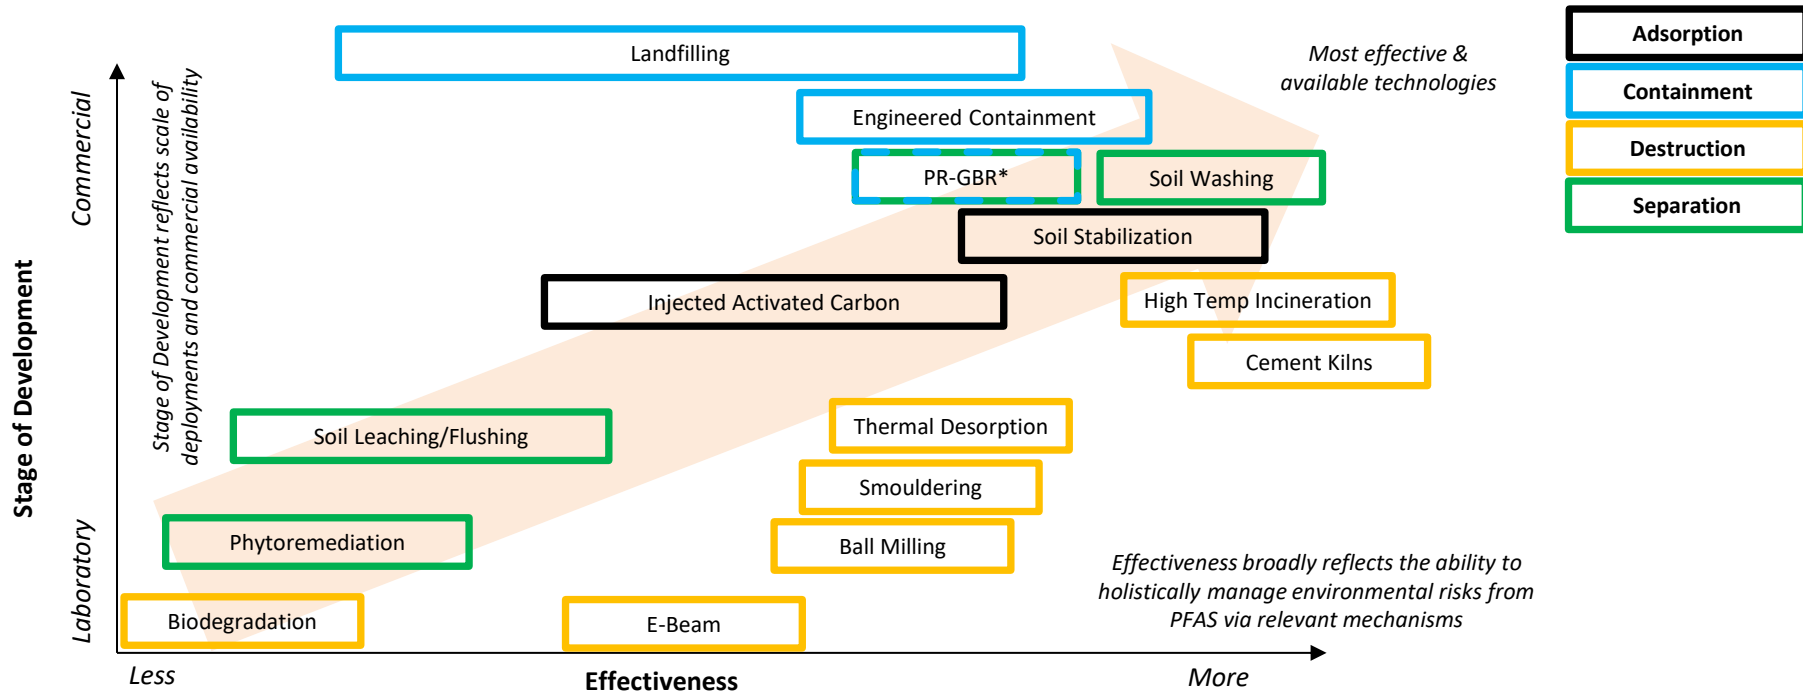 Landfilling
Most effective &
available technologies
Adsorption
Containment
Destruction
Separation
Engineered Containment
PR-GBR*
Soil Washing
Soil Stabilization
Injected Activated Carbon
High Temp Incineration
Cement Kilns
Soil Leaching/Flushing
Thermal Desorption
Smouldering
Phytoremediation
Ball Milling
Biodegradation
E-Beam
Effectiveness broadly reflects the ability to
holistically manage environmental risks from
PFAS via relevant mechanisms
Stage of Development
Commercial
Laboratory
Stage of Development reflects scale of
deployments and commercial availability
Less
Effectiveness
More